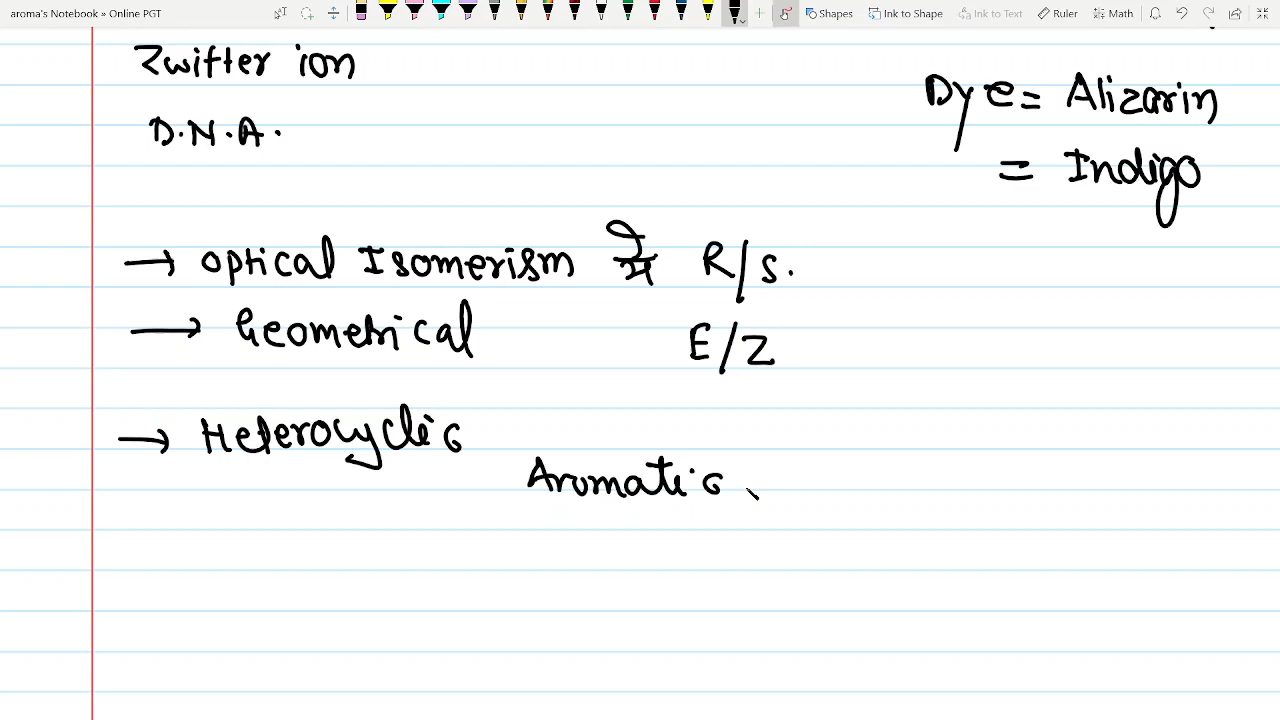 aroma's Notebook » Online PGT
Shapes Ink to Shape Ink to Text Ruler Math
Zwifter ion
D.N.A.
Dye = Alizarin
= Indigo
→ Optical Isomerism में R/S.
→ Geometrical E/Z
→ Heterocyclic
Aromatic